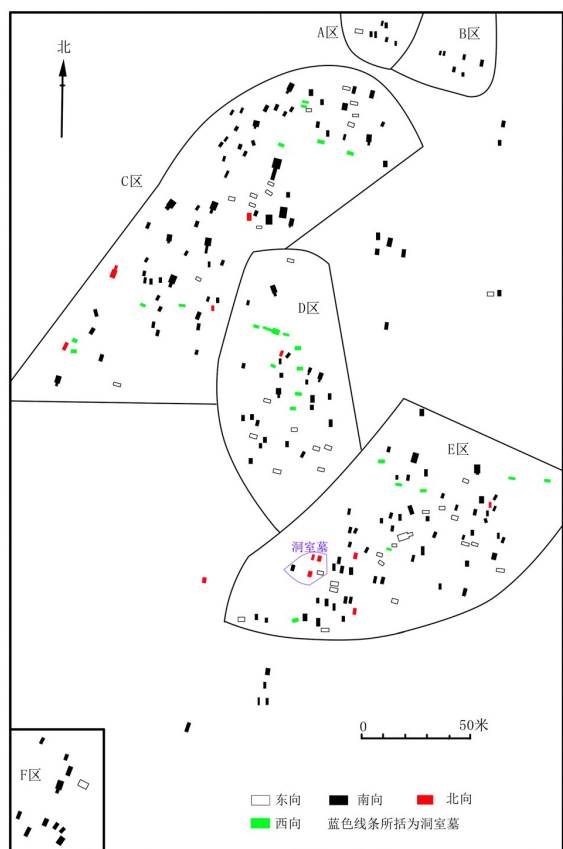 A区
B区
北
C区
D区
E区
洞室墓
0 50米
F区
东向 南向 北向
西向 蓝色线条所括为洞室墓